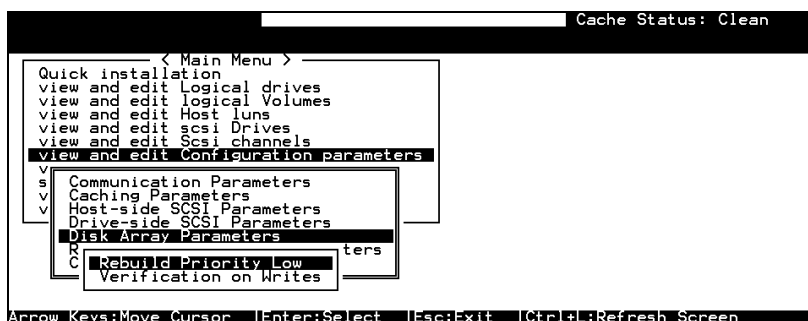 Cache Status: Clean
< Main Menu >
Quick installation
view and edit Logical drives
view and edit logical Volumes
view and edit Host luns
view and edit scsi Drives
view and edit Scsi channels
view and edit Configuration parameters
v
s Communication Parameters
v Caching Parameters
v Host-side SCSI Parameters
Drive-side SCSI Parameters
Disk Array Parameters
R ters
C Rebuild Priority Low
Verification on Writes
Arrow Keys:Move Cursor |Enter:Select |Esc:Exit |Ctrl+L:Refresh Screen